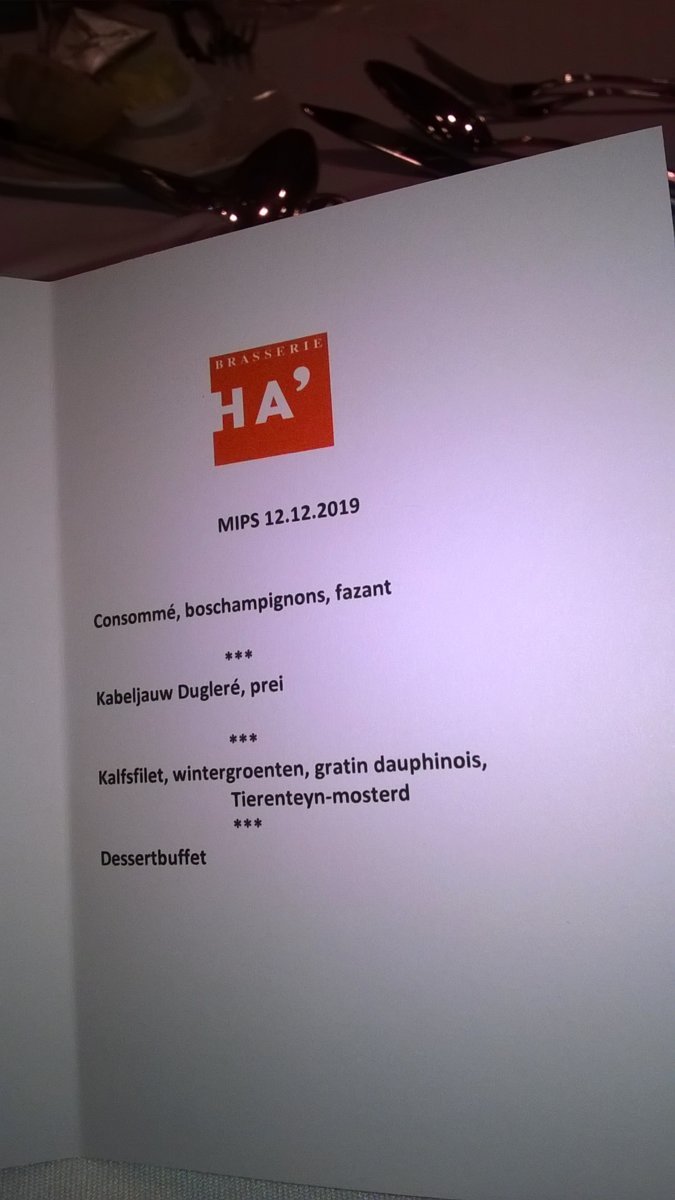 BRASSERIE
HA’
MIPS 12.12.2019
Consommé, boschampignons, fazant
***
Kabeljauw Dugleré, prei
***
Kalfsfilet, wintergroenten, gratin dauphinois,
Tierenteyn-mosterd
***
Dessertbuffet